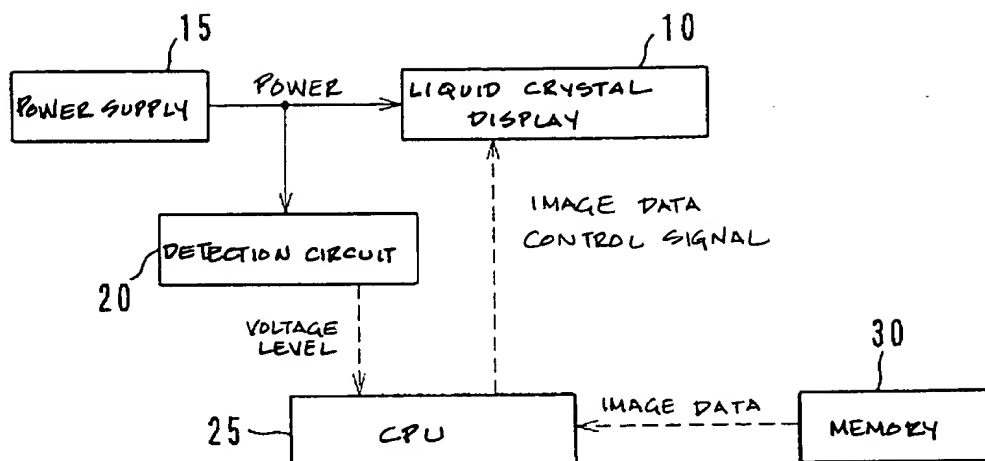 15
10
POWER SUPPLY
POWER
LIQUID CRYSTAL
DISPLAY
IMAGE DATA
CONTROL SIGNAL
DETECTION CIRCUIT
20
VOLTAGE
LEVEL
30
25
CPU
IMAGE DATA
MEMORY